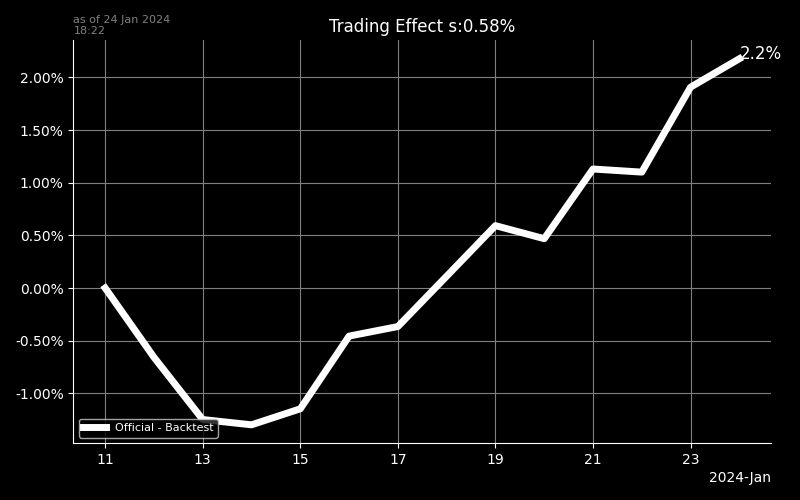 as of 24 Jan 2024
18:22
Trading Effect s:0.58%
2.2%
2.00%
1.50%
1.00%
0.50%
0.00%
-0.50%
-1.00%
Official - Backtest
11 13 15 17 19 21 23
2024-Jan